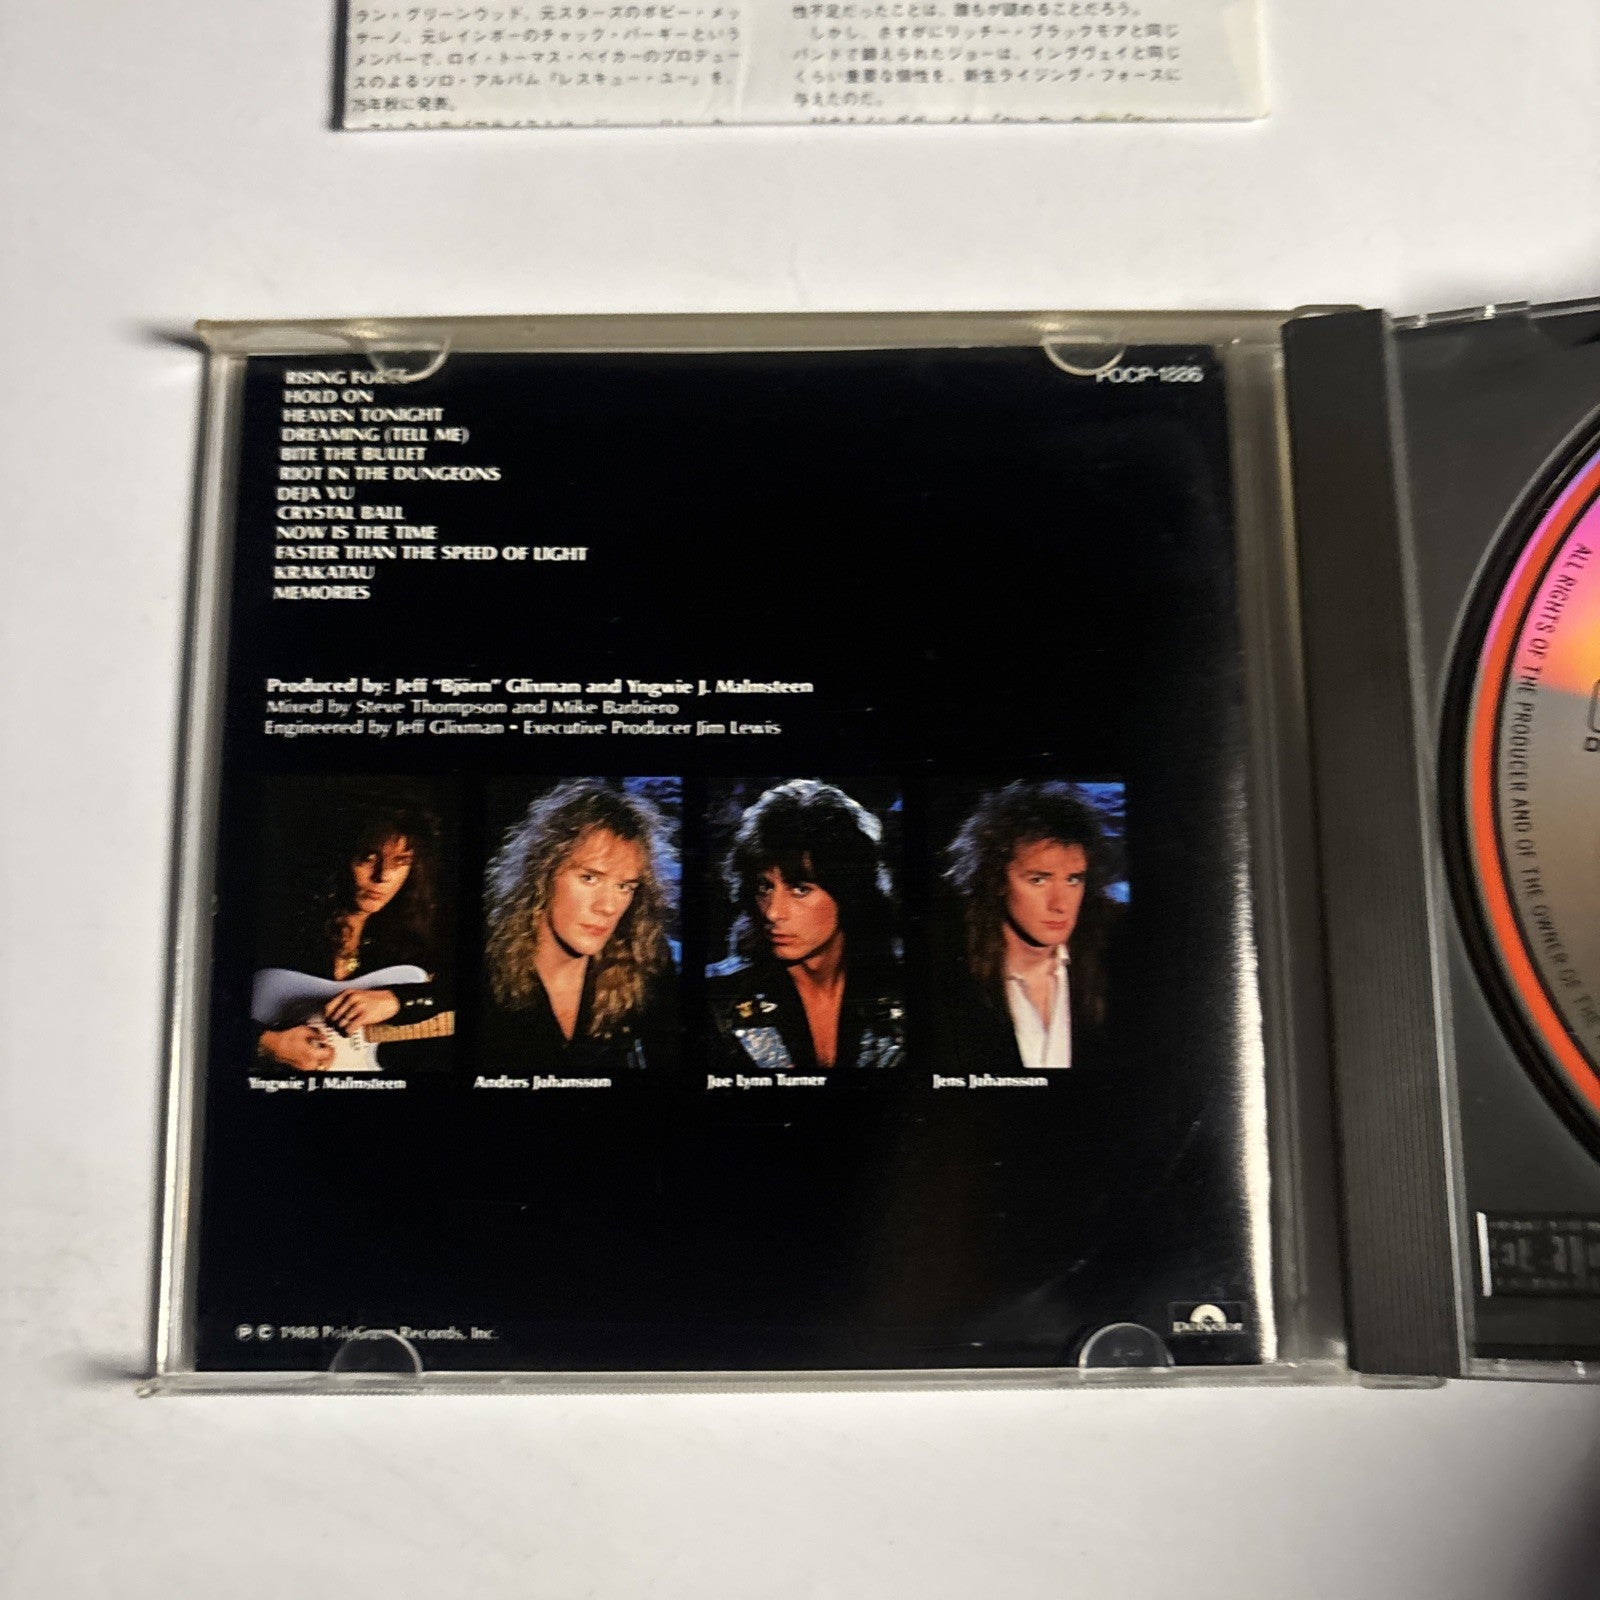 ラン・グリーンウッド、元スターズのボビー・メッ
サーノ、元レインボーのチャック・バーギーという
メンバーで、ロイ・トーマス・ベイカーのプロデュー
スのよるソロ・アルバム『レスキュー・ユー』を、
性不足だったことは、誰もが認めることだろう。
しかし、さすがにリッチー・ブラックモアと同じ
バンドで鍛えられたジョーは、イングヴェイと同じ
くらい重要な個性を、新生ライジング・フォースに
与えたのだ。
RISING FORCE
HOLD ON
HEAVEN TONIGHT
DREAMING (TELL ME)
BITE THE BULLET
RIOT IN THE DUNGEONS
DEJA VU
CRYSTAL BALL
NOW IS THE TIME
FASTER THAN THE SPEED OF LIGHT
KRAKATAU
MEMORIES
POCP-1886
Produced by: Jeff "Björn" Glixman and Yngwie J. Malmsteen
Mixed by Steve Thompson and Mike Barbiero
Engineered by Jeff Glixman • Executive Producer Jim Lewis
Yngwie J. Malmsteen
Anders Johansson
Joe Lynn Turner
Jens Johansson
℗ © 1988 PolyGram Records, Inc.
Polydor
ALL RIGHTS OF THE PRODUCER AND OF THE OWNER OF THE